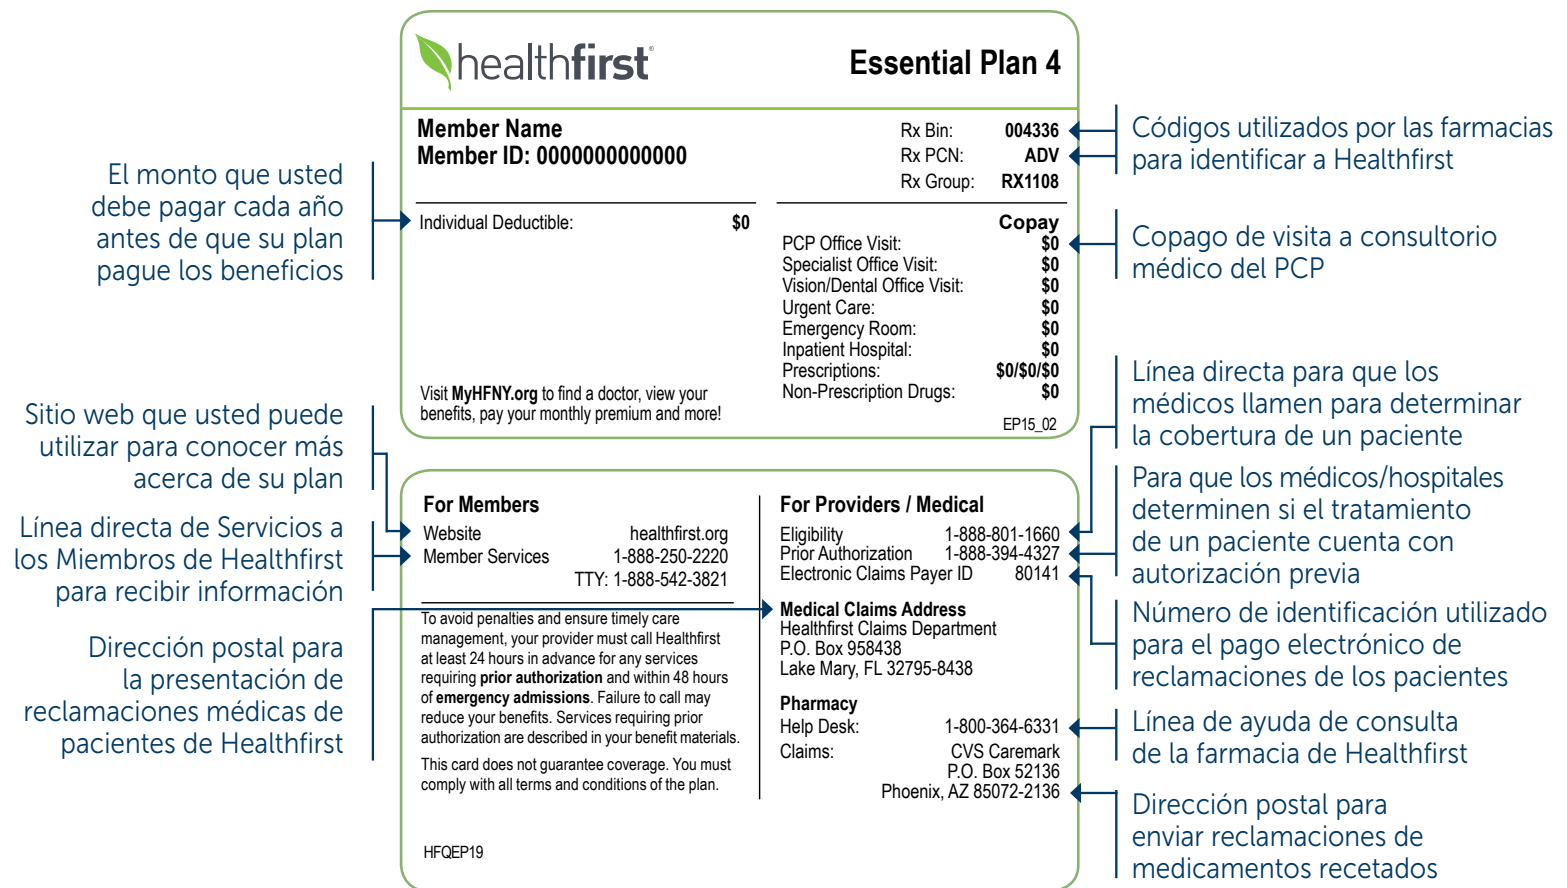 healthfirst®
Essential Plan 4
Member Name
Member ID: 0000000000000
Rx Bin: 004336
Rx PCN: ADV
Rx Group: RX1108
Individual Deductible: $0
Copay
PCP Office Visit: $0
Specialist Office Visit: $0
Vision/Dental Office Visit: $0
Urgent Care: $0
Emergency Room: $0
Inpatient Hospital: $0
Prescriptions: $0/$0/$0
Non-Prescription Drugs: $0
Visit MyHFNY.org to find a doctor, view your
benefits, pay your monthly premium and more!
EP15_02
El monto que usted
debe pagar cada año
antes de que su plan
pague los beneficios
Códigos utilizados por las farmacias
para identificar a Healthfirst
Copago de visita a consultorio
médico del PCP
Sitio web que usted puede
utilizar para conocer más
acerca de su plan
Línea directa de Servicios a
los Miembros de Healthfirst
para recibir información
Dirección postal para
la presentación de
reclamaciones médicas de
pacientes de Healthfirst
For Members
Website healthfirst.org
Member Services 1-888-250-2220
TTY: 1-888-542-3821
To avoid penalties and ensure timely care
management, your provider must call Healthfirst
at least 24 hours in advance for any services
requiring prior authorization and within 48 hours
of emergency admissions. Failure to call may
reduce your benefits. Services requiring prior
authorization are described in your benefit materials.
This card does not guarantee coverage. You must
comply with all terms and conditions of the plan.
HFQEP19
For Providers / Medical
Eligibility 1-888-801-1660
Prior Authorization 1-888-394-4327
Electronic Claims Payer ID 80141
Medical Claims Address
Healthfirst Claims Department
P.O. Box 958438
Lake Mary, FL 32795-8438
Pharmacy
Help Desk: 1-800-364-6331
Claims: CVS Caremark
P.O. Box 52136
Phoenix, AZ 85072-2136
Línea directa para que los
médicos llamen para determinar
la cobertura de un paciente
Para que los médicos/hospitales
determinen si el tratamiento
de un paciente cuenta con
autorización previa
Número de identificación utilizado
para el pago electrónico de
reclamaciones de los pacientes
Línea de ayuda de consulta
de la farmacia de Healthfirst
Dirección postal para
enviar reclamaciones de
medicamentos recetados